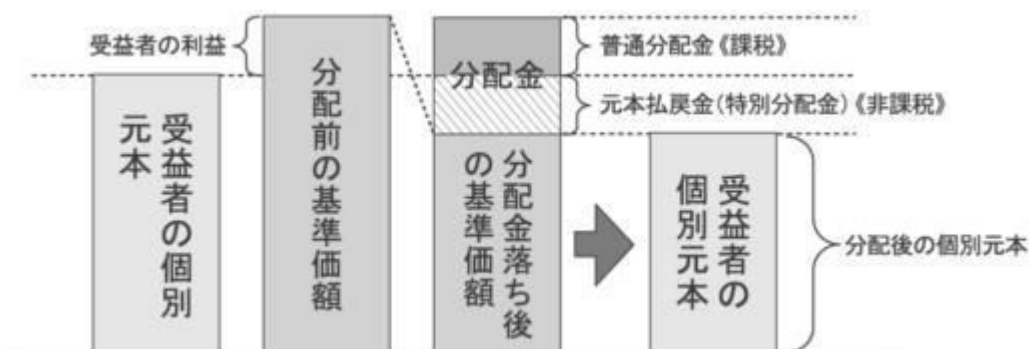 受益者の利益
受益者の個別
元本
分配前の基準価額
分配金
分配金落ち後
の基準価額
普通分配金《課税》
元本払戻金(特別分配金)《非課税》
受益者の
個別元本
分配後の個別元本